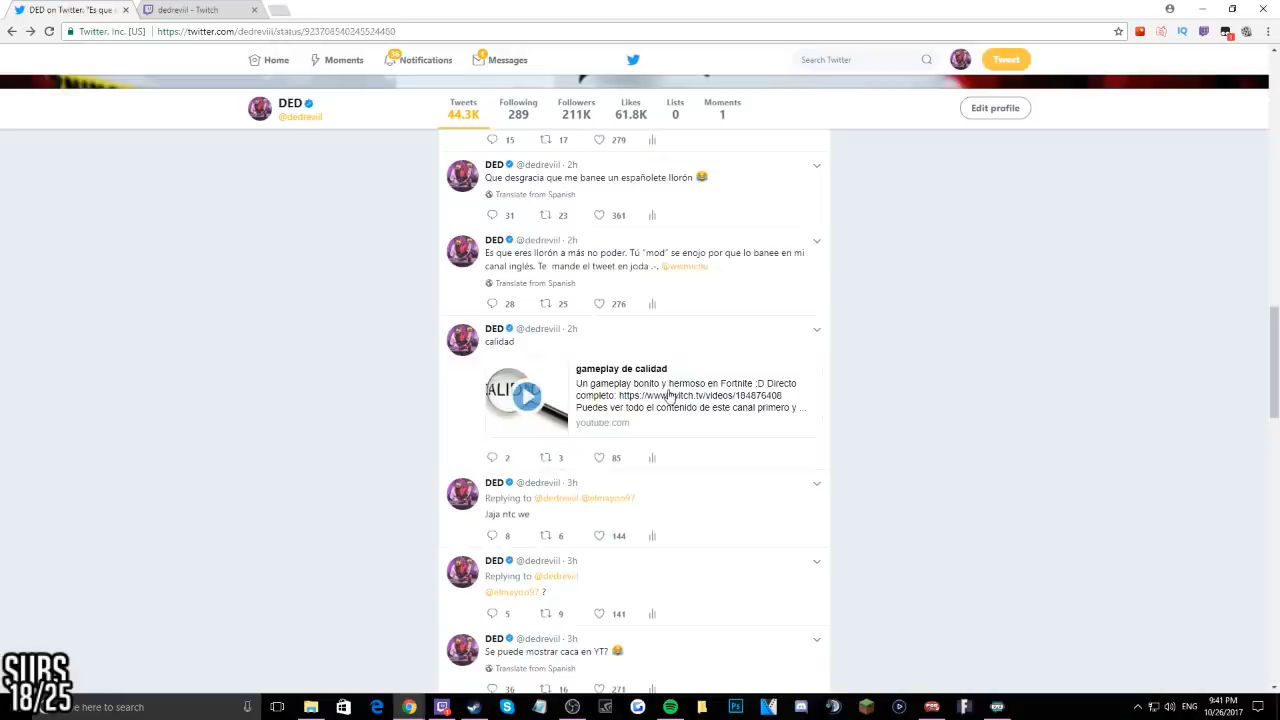 DED on Twitter: "Es que
dedreviil - Twitch
Twitter, Inc. [US] | https://twitter.com/dedreviil/status/923708540245524480
Home
Moments
36
Notifications
Messages
Search Twitter
Tweet
DED
@dedreviil
Tweets
44.3K
Following
289
Followers
211K
Likes
61.8K
Lists
0
Moments
1
Edit profile
15 17 279
DED @dedreviil · 2h
Que desgracia que me banee un españolete llorón 😂
Translate from Spanish
31 23 361
DED @dedreviil · 2h
Es que eres llorón a más no poder. Tú "mod" se enojo por que lo banee en mi
canal inglés. Te mande el tweet en joda .-.
Translate from Spanish
28 25 276
DED @dedreviil · 2h
calidad
gameplay de calidad
Un gameplay bonito y hermoso en Fortnite :D Directo
completo: https://www.twitch.tv/videos/184876408
Puedes ver todo el contenido de este canal primero y ...
youtube.com
2 3 85
DED @dedreviil · 3h
Replying to @dedreviil @elmayoo97
Jaja ntc we
8 6 144
DED @dedreviil · 3h
Replying to @dedreviil
@elmayoo97 ?
5 9 141
DED @dedreviil · 3h
Se puede mostrar caca en YT? 😂
Translate from Spanish
36 16 271
SUBS
18/25
here to search
ENG
9:41 PM
10/26/2017